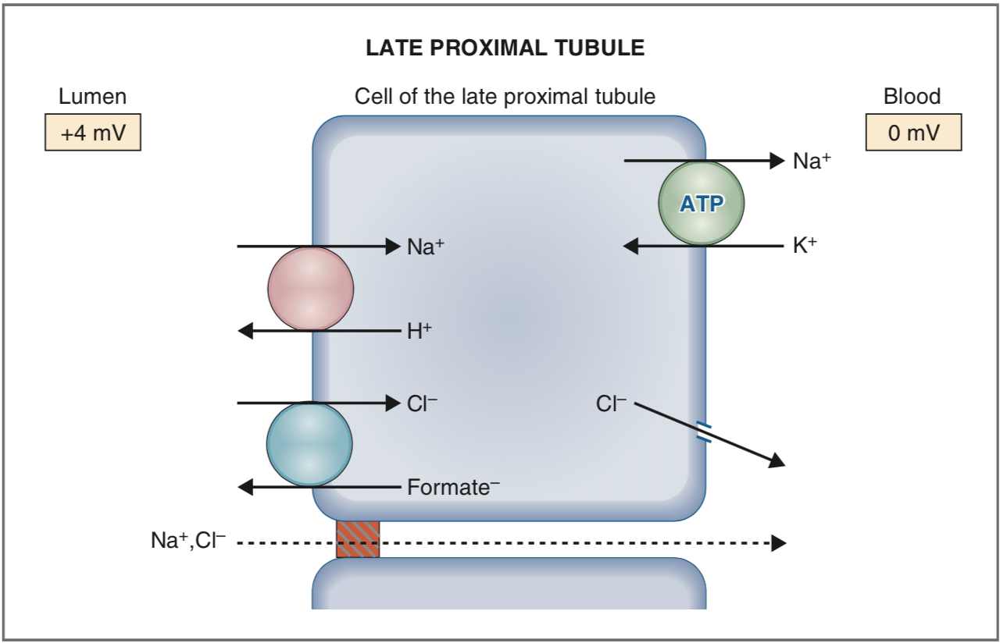 LATE PROXIMAL TUBULE
Lumen
Cell of the late proximal tubule
Blood
+4 mV
0 mV
Na⁺
ATP
Na⁺
K⁺
H⁺
Cl⁻
Cl⁻
Formate⁻
Na⁺,Cl⁻